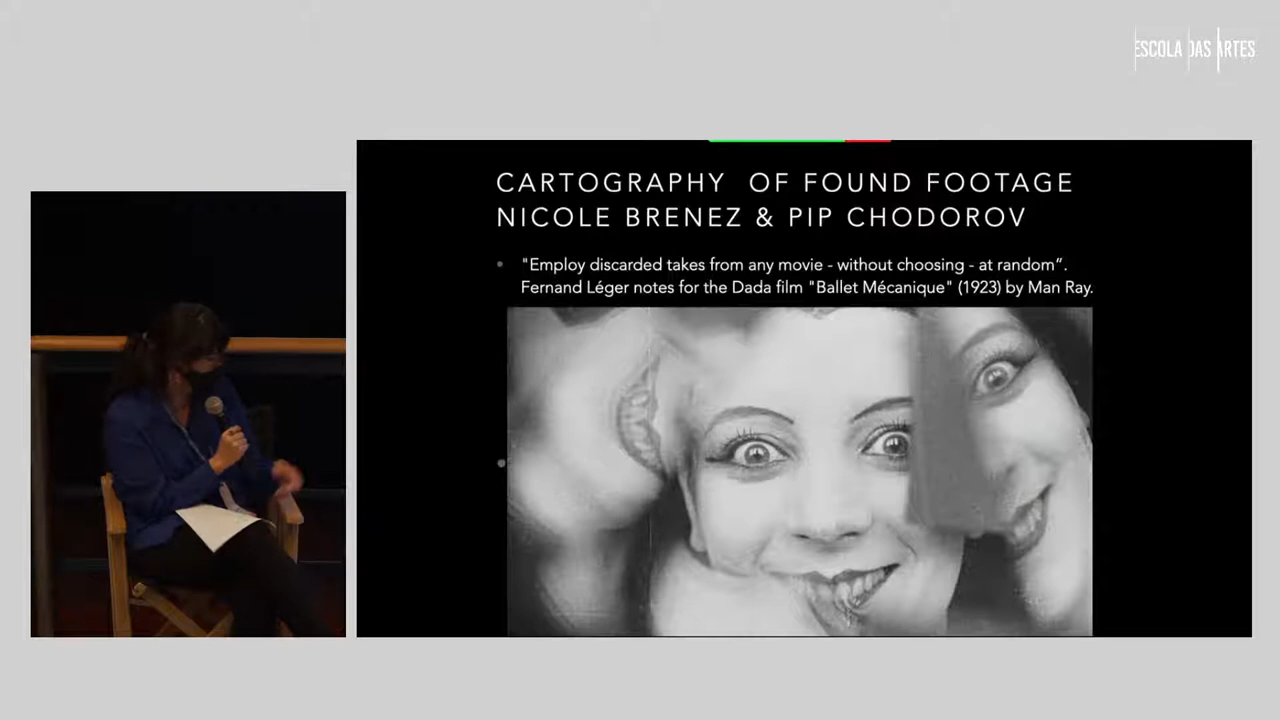 ESCOLA DAS ARTES
CARTOGRAPHY OF FOUND FOOTAGE
NICOLE BRENEZ & PIP CHODOROV
"Employ discarded takes from any movie - without choosing - at random”.
Fernand Léger notes for the Dada film "Ballet Mécanique" (1923) by Man Ray.